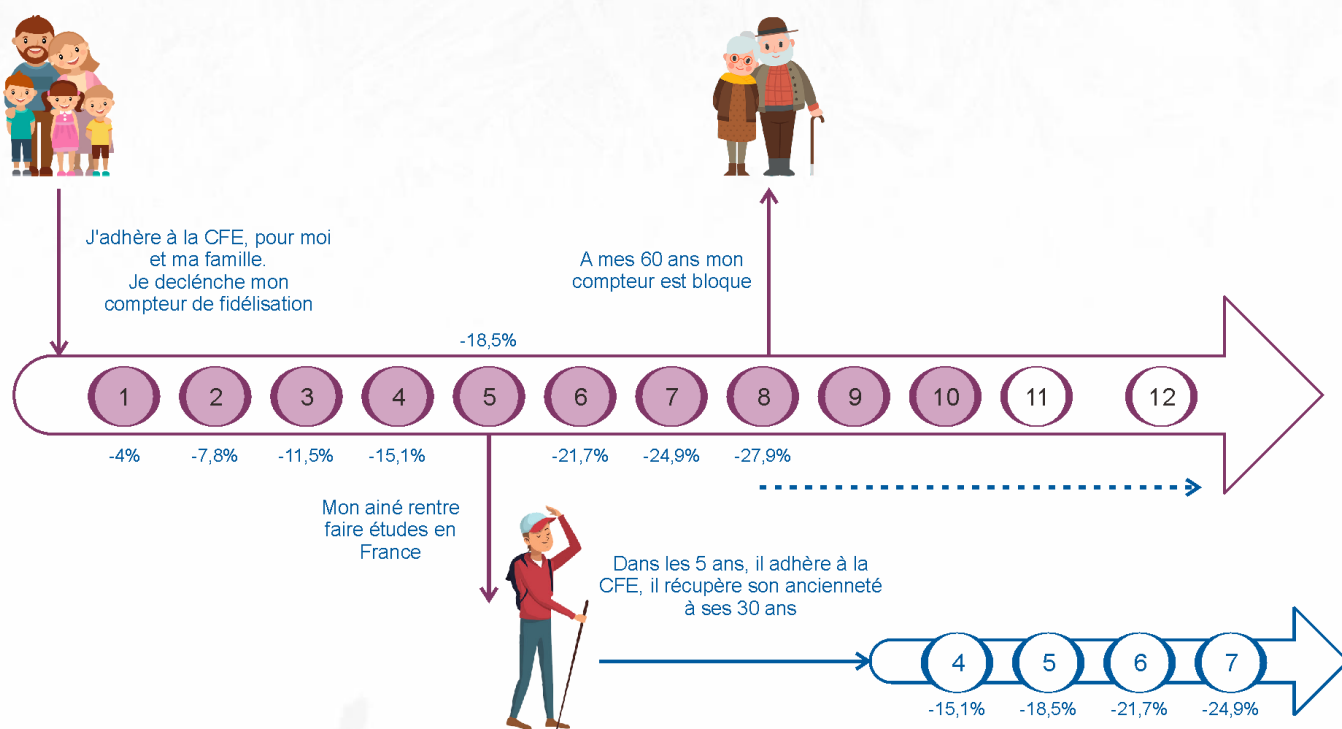 J'adhère à la CFE, pour moi
et ma famille.
Je declénche mon
compteur de fidélisation
A mes 60 ans mon
compteur est bloque
-18,5%
1 2 3 4 5 6 7 8 9 10 11 12
-4% -7,8% -11,5% -15,1% -21,7% -24,9% -27,9%
Mon ainé rentre
faire études en
France
Dans les 5 ans, il adhère à la
CFE, il récupère son ancienneté
à ses 30 ans
4 5 6 7
-15,1% -18,5% -21,7% -24,9%